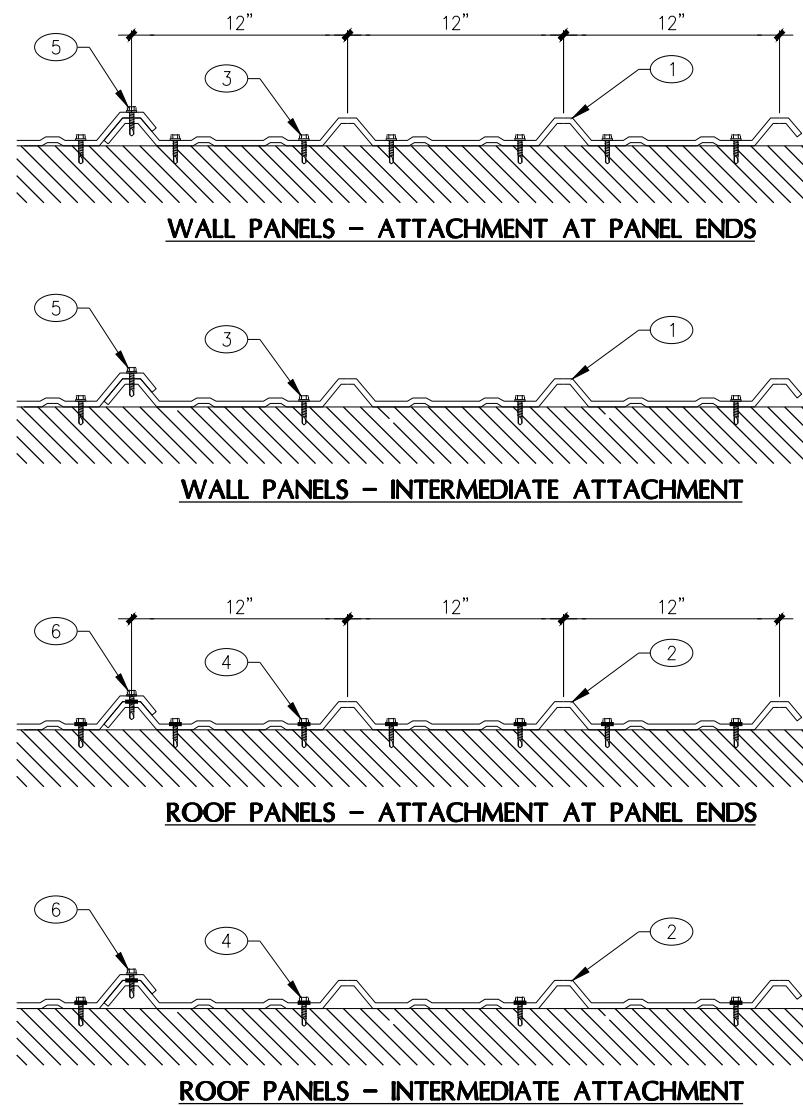 12" 12" 12"
5
3
1
WALL PANELS - ATTACHMENT AT PANEL ENDS
5
3
1
WALL PANELS - INTERMEDIATE ATTACHMENT
12" 12" 12"
6
4
2
ROOF PANELS - ATTACHMENT AT PANEL ENDS
6
4
2
ROOF PANELS - INTERMEDIATE ATTACHMENT